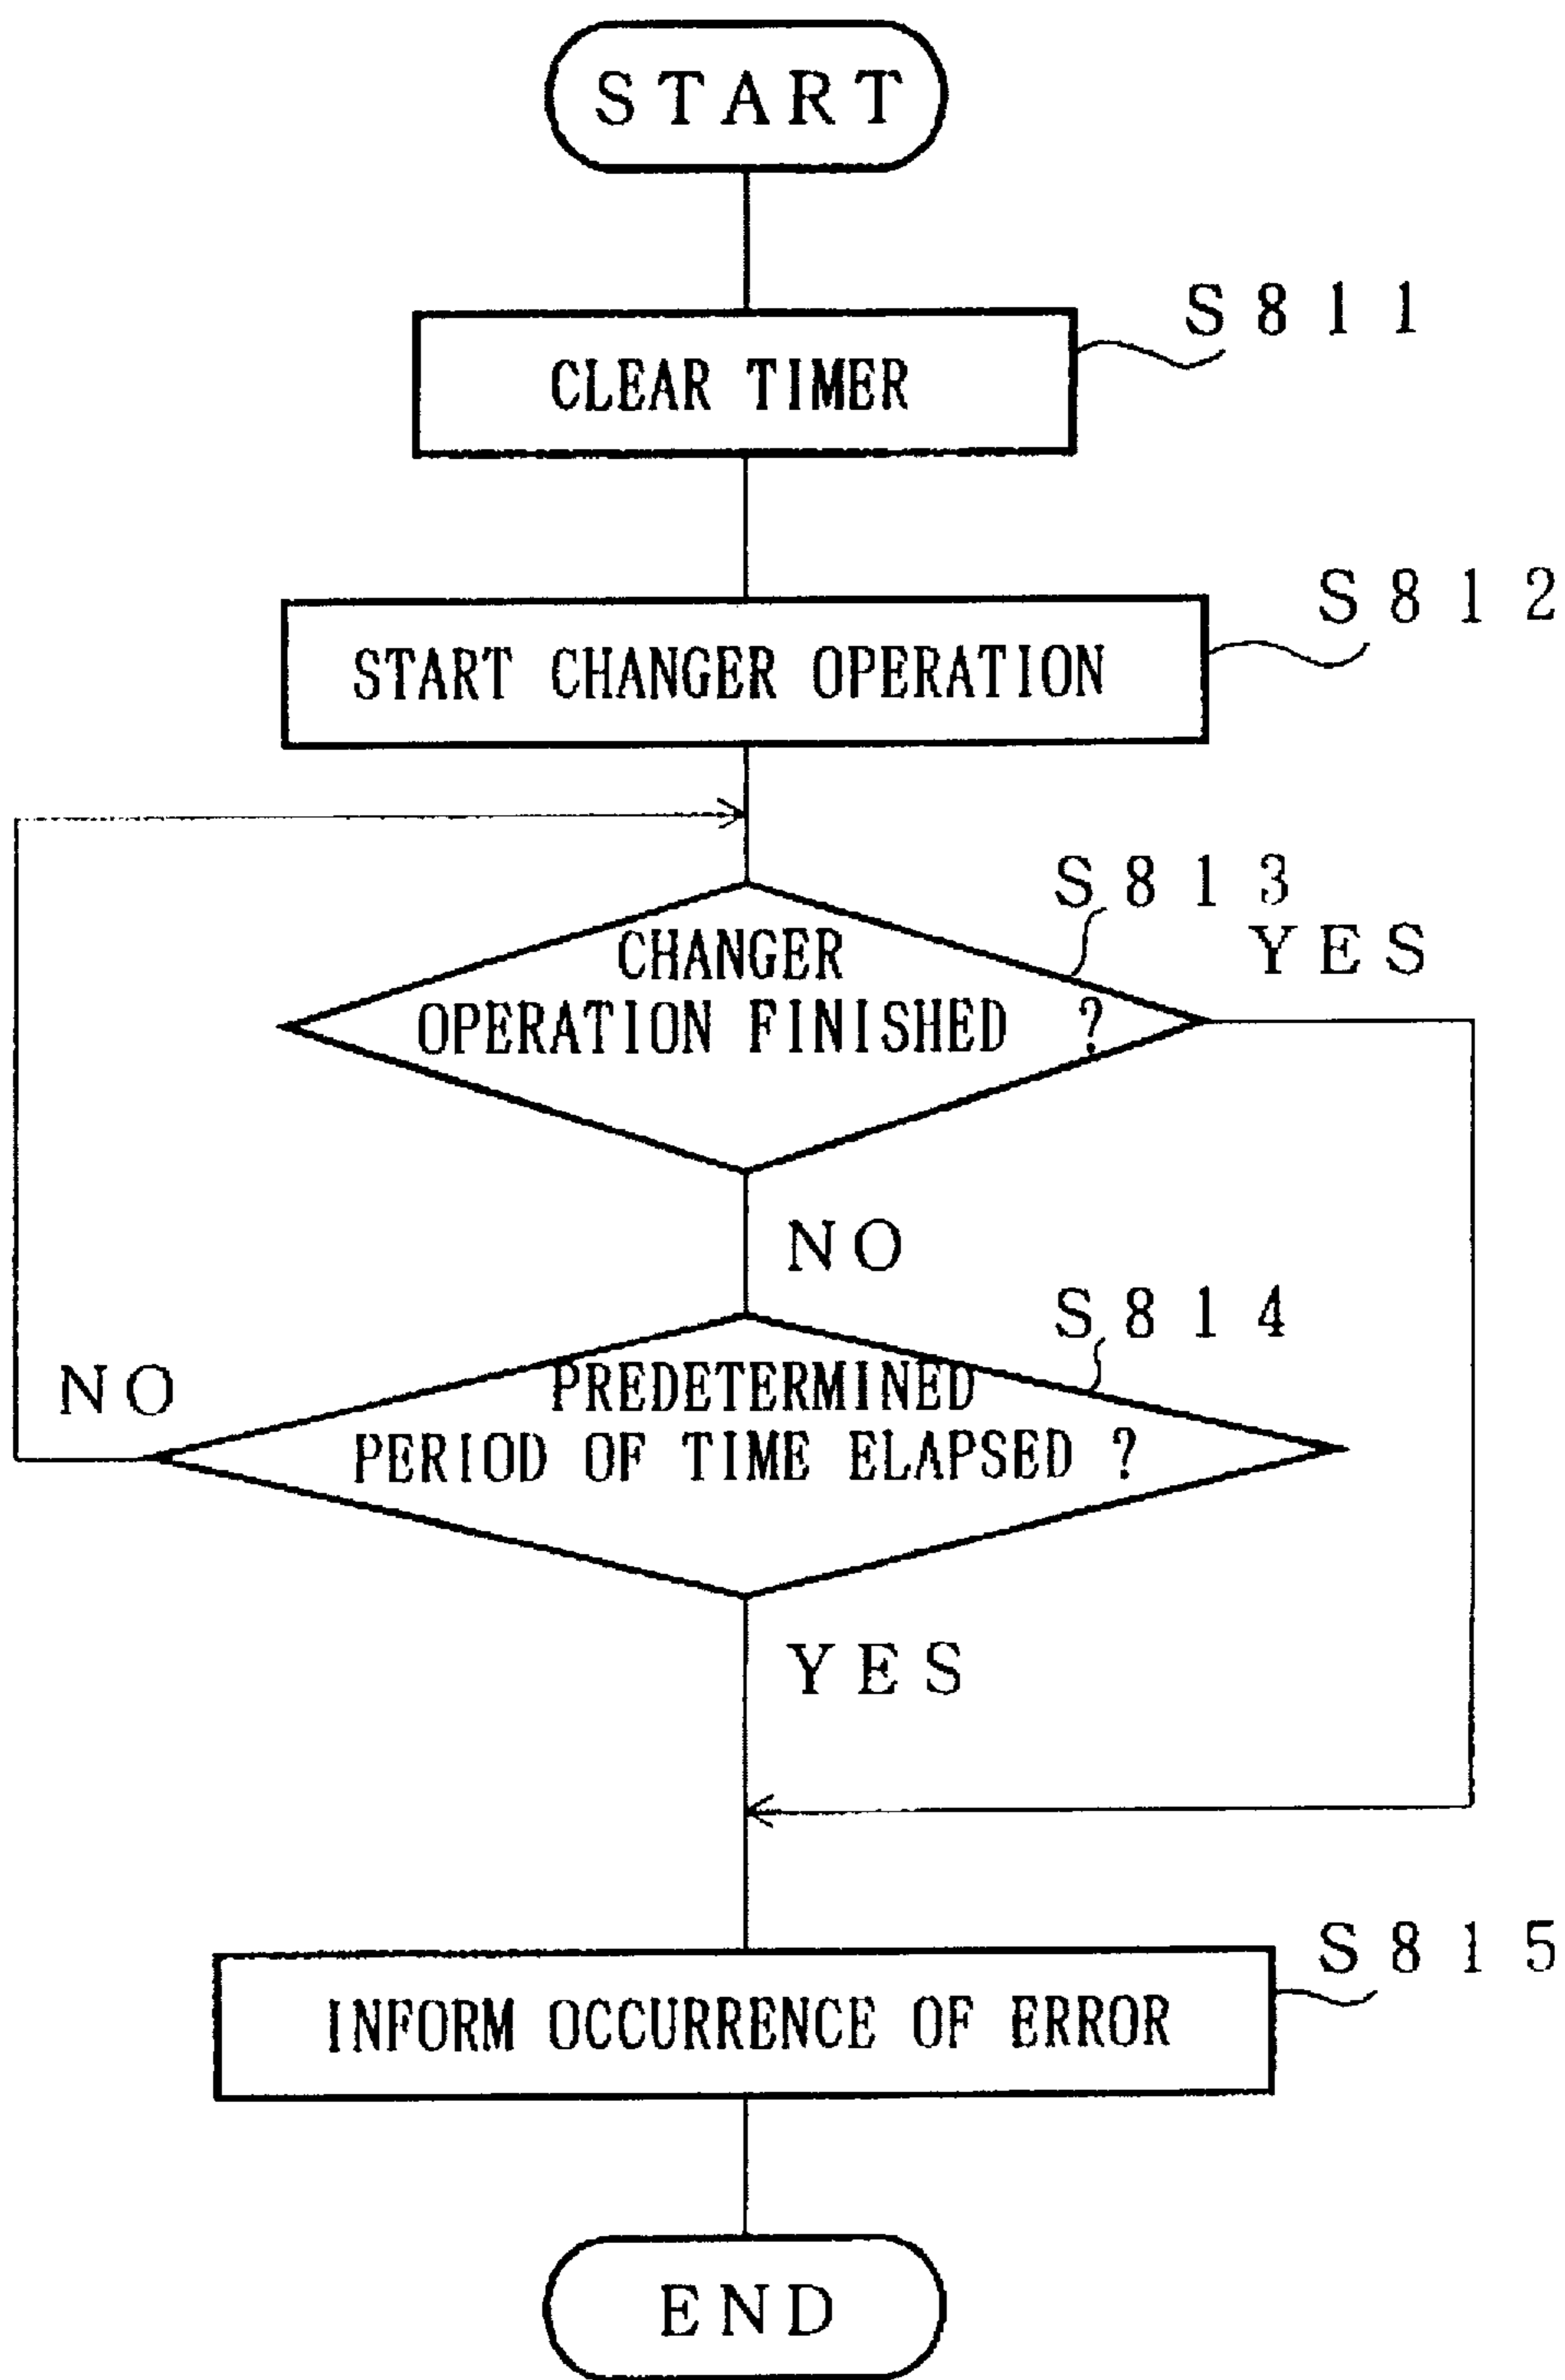 START
S811
CLEAR TIMER
S812
START CHANGER OPERATION
S813
YES
CHANGER
OPERATION FINISHED ?
NO
S814
NO
PREDETERMINED
PERIOD OF TIME ELAPSED ?
YES
S815
INFORM OCCURRENCE OF ERROR
END